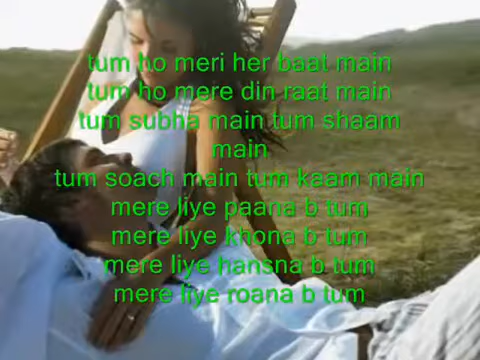 tum ho meri her baat main
tum ho mere din raat main
tum subha main tum shaam
main
tum soach main tum kaam main
mere liye paana b tum
mere liye khona b tum
mere liye hansna b tum
mere liye roana b tum